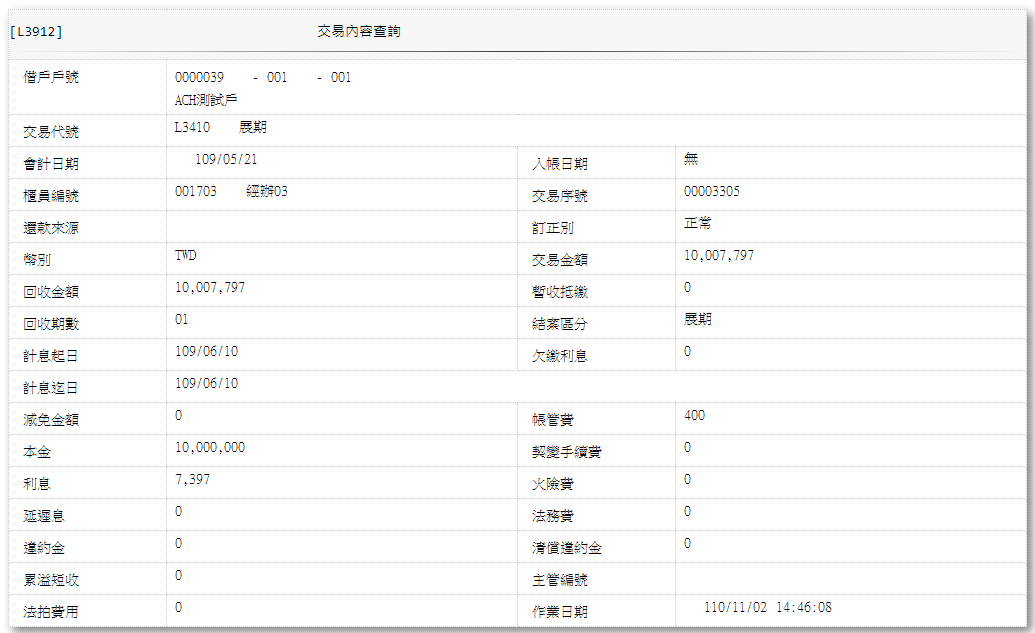 [L3912] 交易內容查詢
借戶戶號 0000039 - 001 - 001
ACH測試戶
交易代號 L3410 展期
會計日期 109/05/21 入帳日期 無
櫃員編號 001703 經辦03 交易序號 00003305
還款來源 訂正別 正常
幣別 TWD 交易金額 10,007,797
回收金額 10,007,797 暫收抵繳 0
回收期數 01 結案區分 展期
計息起日 109/06/10 欠繳利息 0
計息迄日 109/06/10
減免金額 0 帳管費 400
本金 10,000,000 契變手續費 0
利息 7,397 火險費 0
延遲息 0 法務費 0
違約金 0 清償違約金 0
累溢短收 0 主管編號
法拍費用 0 作業日期 110/11/02 14:46:08